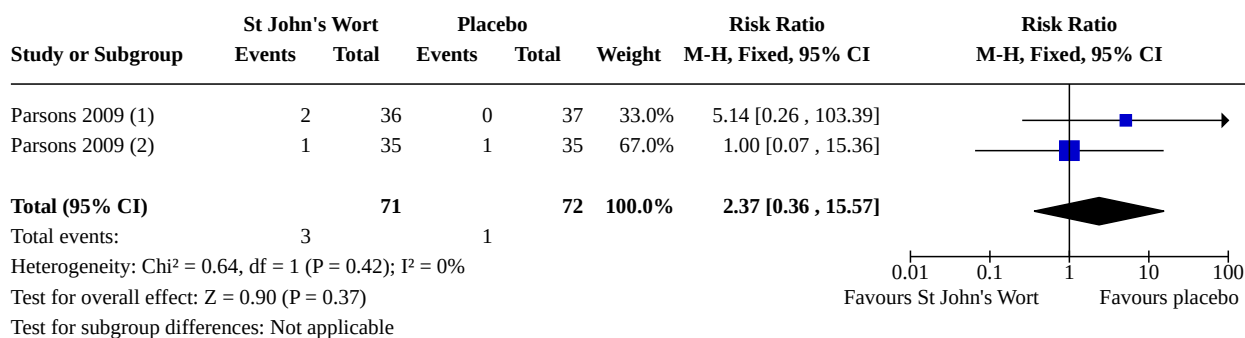 St John's Wort Placebo Risk Ratio Risk Ratio
Study or Subgroup Events Total Events Total Weight M-H, Fixed, 95% CI M-H, Fixed, 95% CI
Parsons 2009 (1) 2 36 0 37 33.0% 5.14 [0.26 , 103.39]
Parsons 2009 (2) 1 35 1 35 67.0% 1.00 [0.07 , 15.36]
Total (95% CI) 71 72 100.0% 2.37 [0.36 , 15.57]
Total events: 3 1
Heterogeneity: Chi² = 0.64, df = 1 (P = 0.42); I² = 0% 0.01 0.1 1 10 100
Test for overall effect: Z = 0.90 (P = 0.37) Favours St John's Wort Favours placebo
Test for subgroup differences: Not applicable